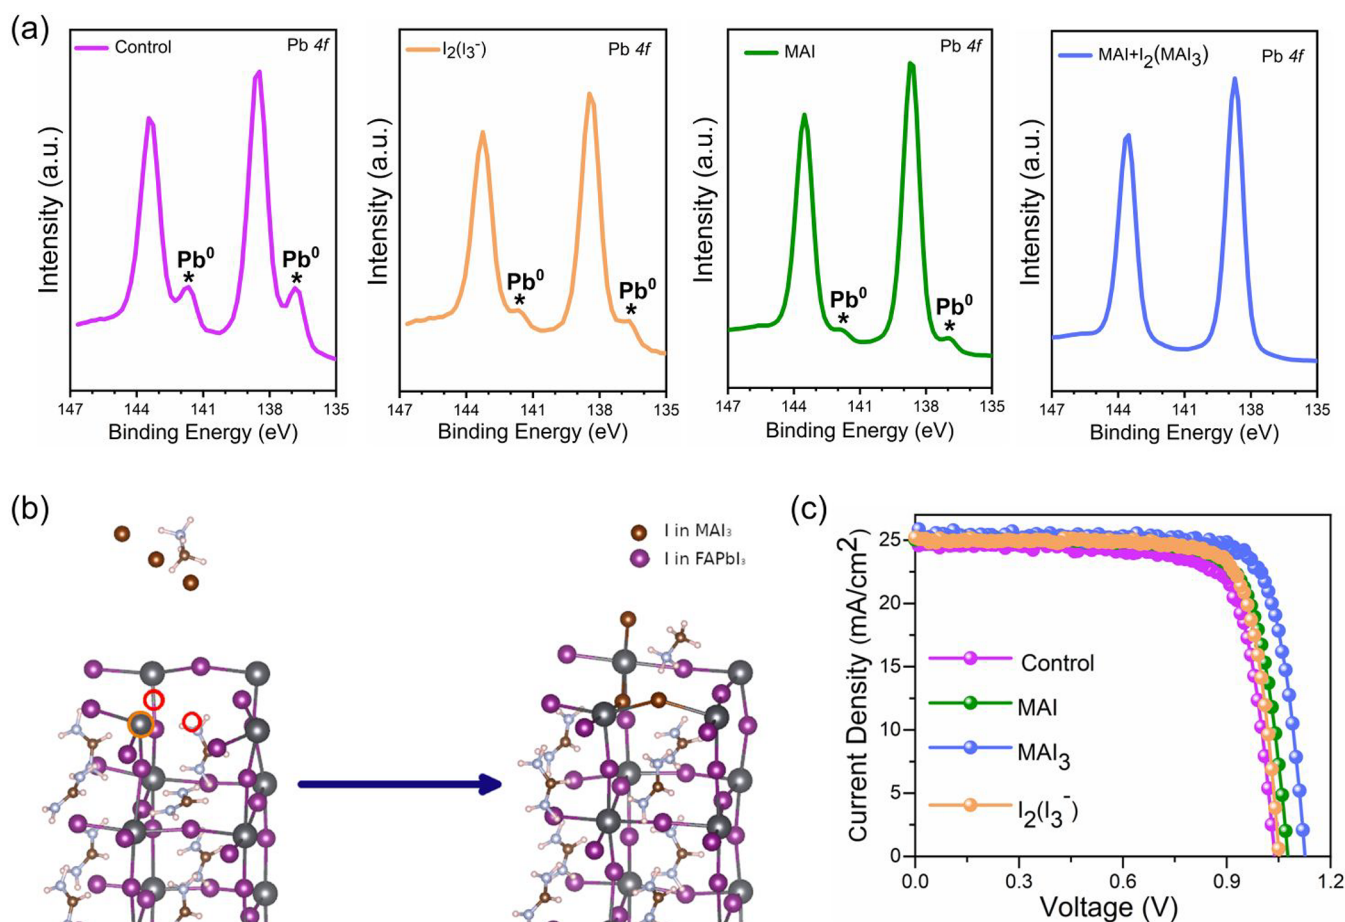 (a)
Control
Pb 4f
Pb⁰
*
Pb⁰
*
Intensity (a.u.)
147
144
141
138
135
Binding Energy (eV)
I₂(I₃⁻)
Pb 4f
Pb⁰
*
Pb⁰
*
Intensity (a.u.)
147
144
141
138
135
Binding Energy (eV)
MAI
Pb 4f
Pb⁰
*
Pb⁰
*
Intensity (a.u.)
147
144
141
138
135
Binding Energy (eV)
MAI+I₂(MAI₃)
Pb 4f
Intensity (a.u.)
147
144
141
138
135
Binding Energy (eV)
(b)
I in MAI₃
I in FAPbI₃
(c)
25
20
15
10
5
0
Current Density (mA/cm²)
Control
MAI
MAI₃
I₂(I₃⁻)
0.0
0.3
0.6
0.9
1.2
Voltage (V)